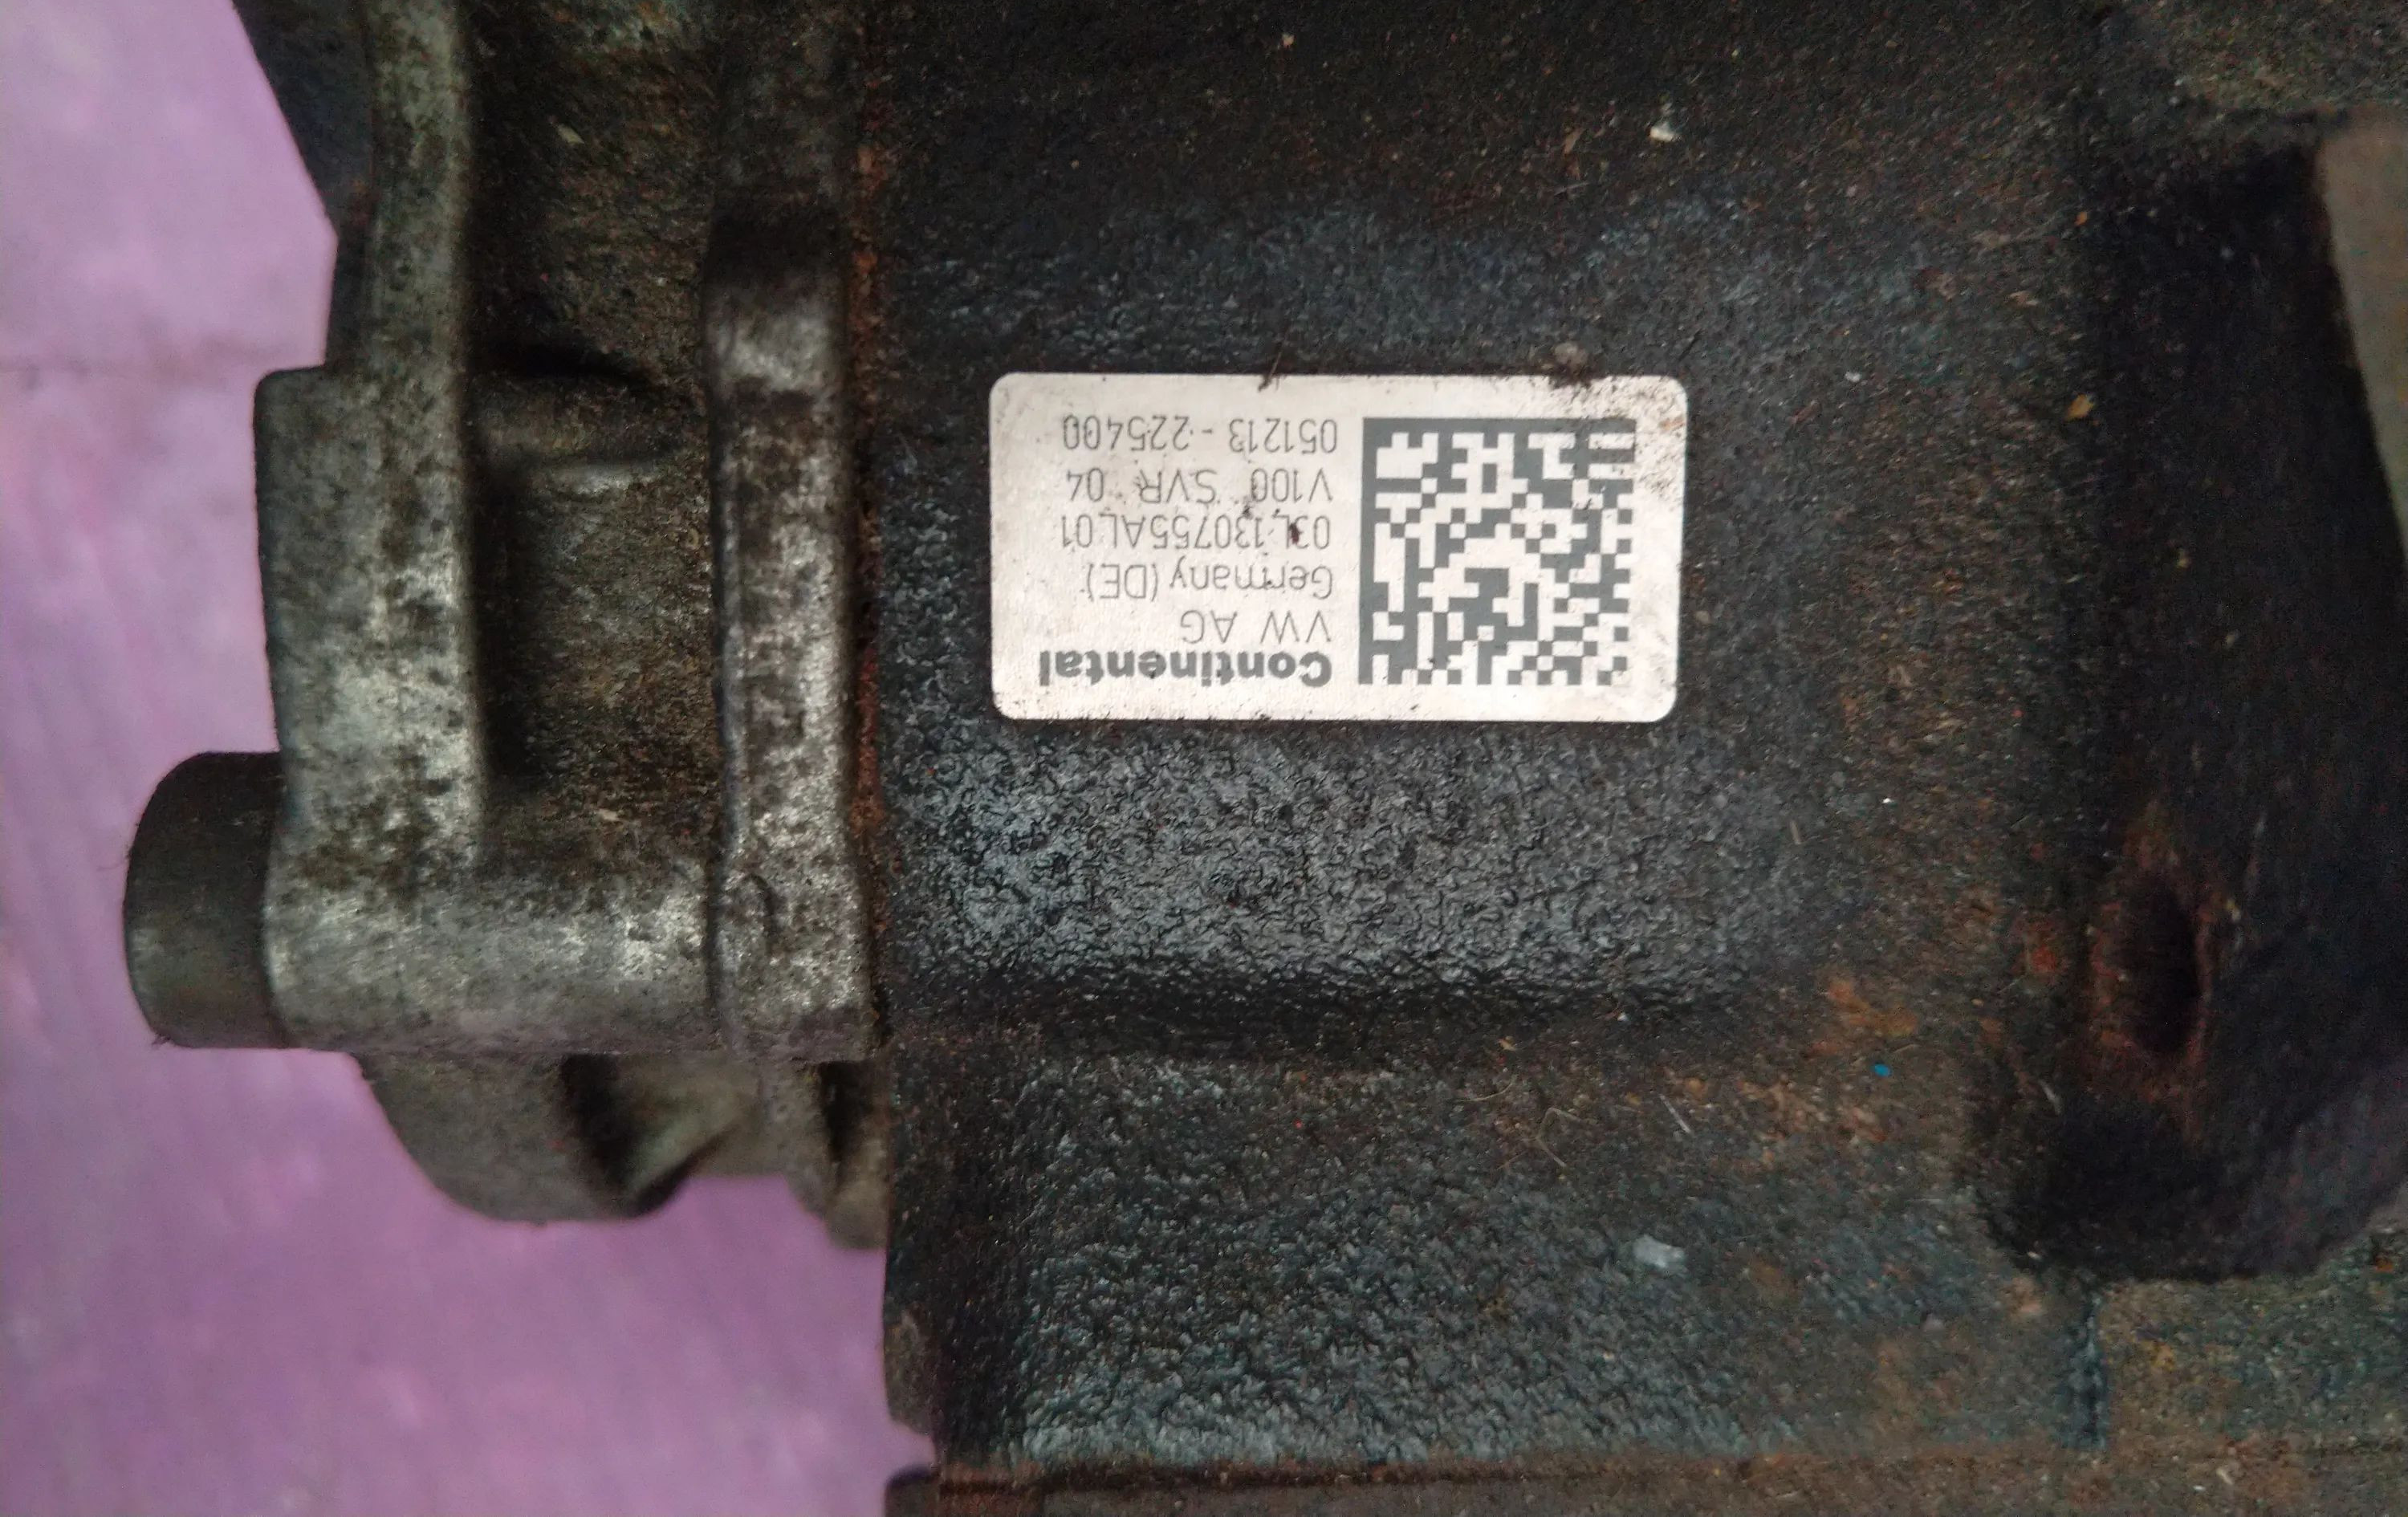 Continental
VW AG
Germany (DE)
03L130755AL 01
V100 SVR 04
051213 - 225400